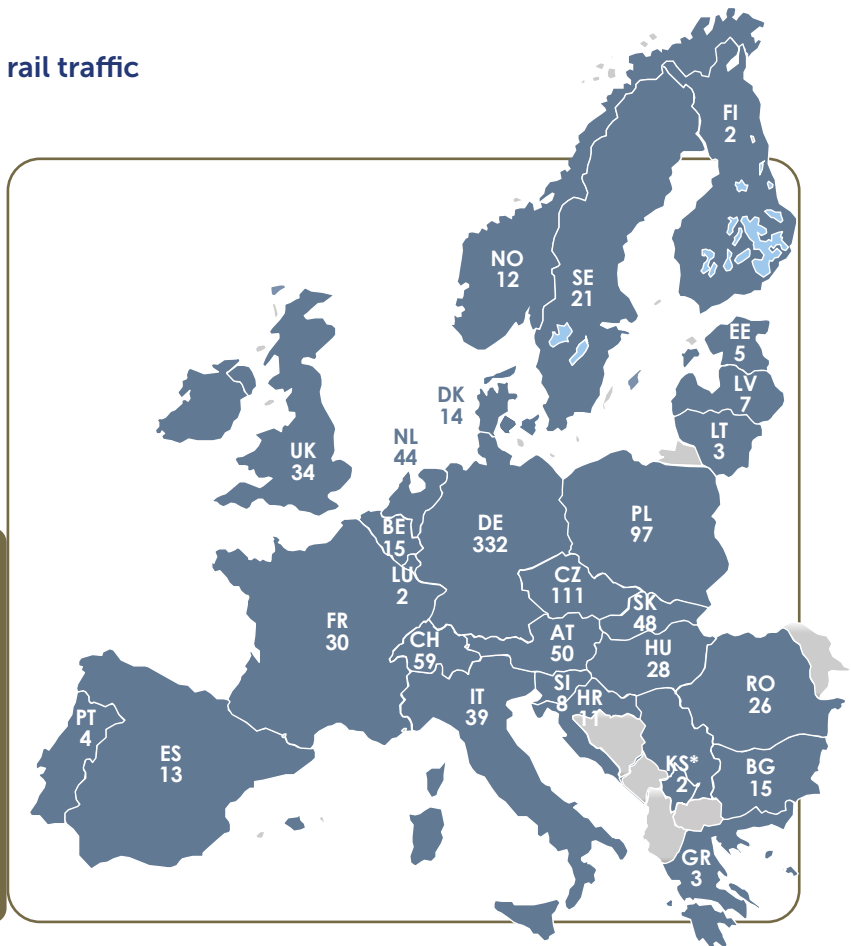 rail traffic
FI
2
NO
12
SE
21
EE
5
LV
7
LT
3
DK
14
NL
44
UK
34
BE
15
DE
332
PL
97
LU
2
CZ
111
SK
48
FR
30
CH
59
AT
50
HU
28
SI
8
HR
11
RO
26
IT
39
PT
4
ES
13
KS*
2
BG
15
GR
3